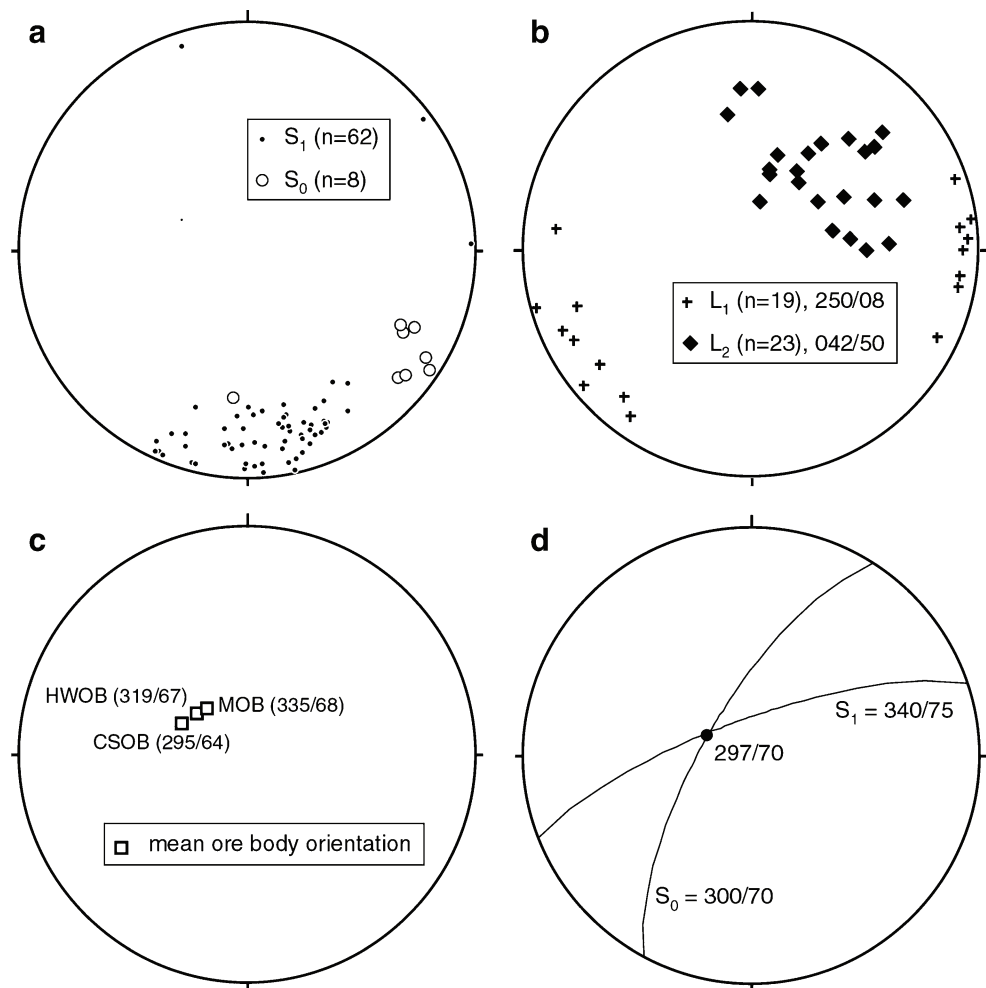 a
S₁ (n=62)
S₀ (n=8)
b
L₁ (n=19), 250/08
L₂ (n=23), 042/50
c
HWOB (319/67)
MOB (335/68)
CSOB (295/64)
mean ore body orientation
d
S₁ = 340/75
297/70
S₀ = 300/70